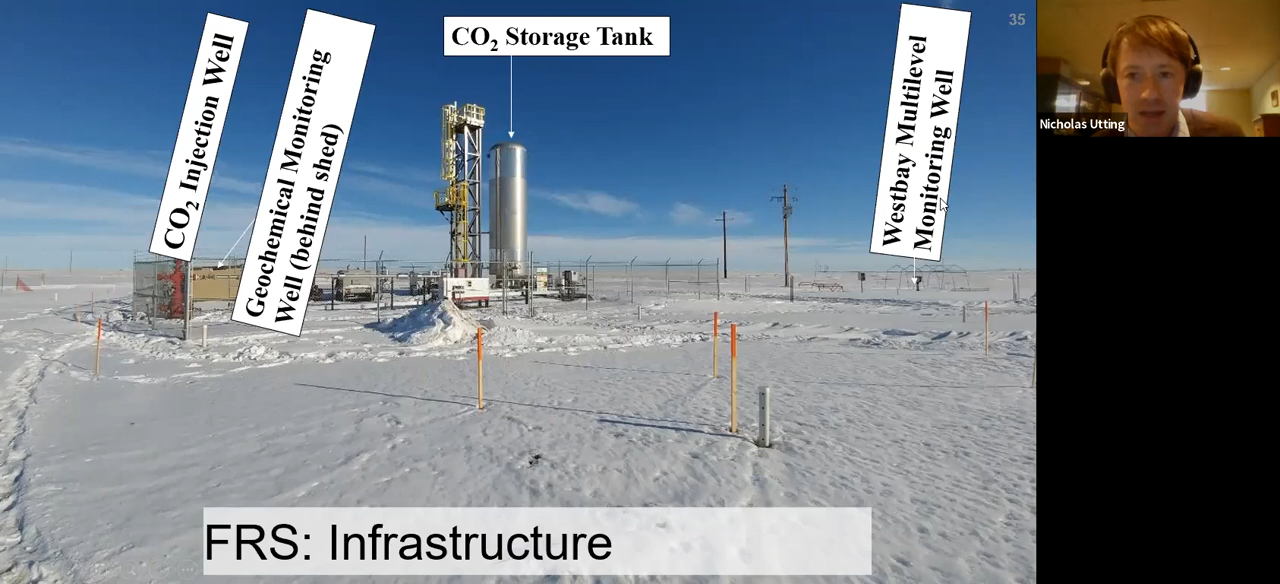 35
CO₂ Injection Well
Geochemical Monitoring
Well (behind shed)
CO₂ Storage Tank
Westbay Multilevel
Monitoring Well
Nicholas Utting
FRS: Infrastructure